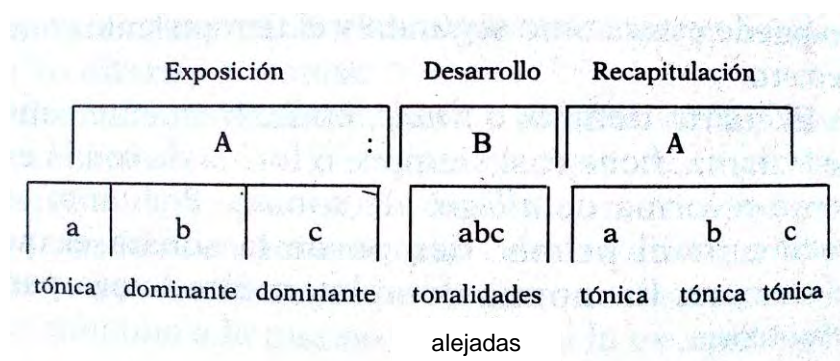 Exposición Desarrollo Recapitulación
A : B A
a b c abc a b c
tónica dominante dominante tonalidades tónica tónica tónica
alejadas